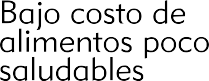 Bajo costo de
alimentos poco
saludables